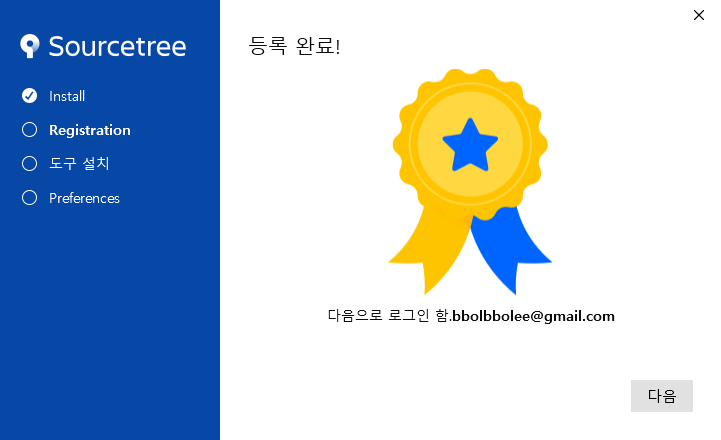 Sourcetree
Install
Registration
도구 설치
Preferences
등록 완료!
다음으로 로그인 함.bbolbbolee@gmail.com
다음